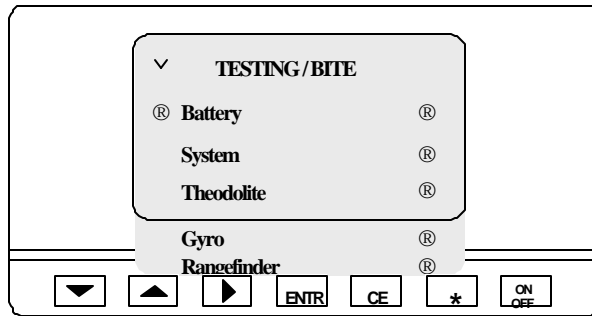 TESTING / BITE
® Battery ®
System ®
Theodolite ®
Gyro ®
Rangefinder ®
ENTR CE * ON OFF